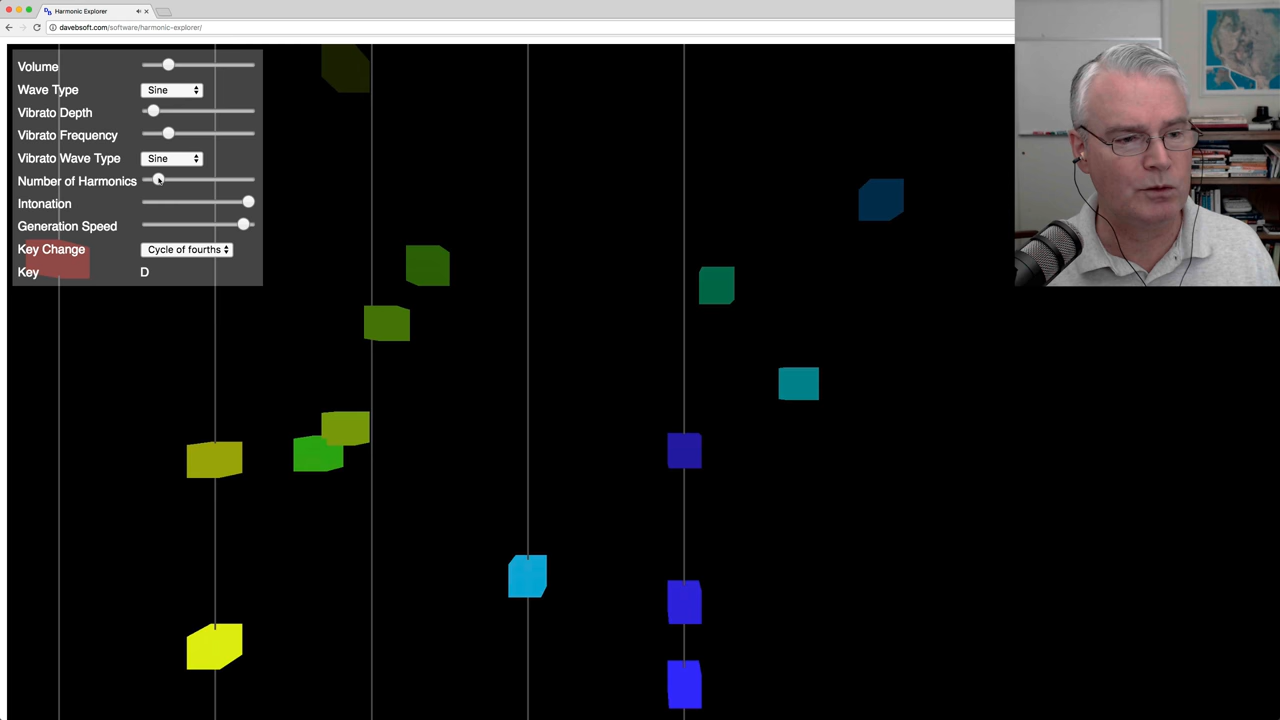 Harmonic Explorer
davebsoft.com/software/harmonic-explorer/
Volume
Wave Type Sine
Vibrato Depth
Vibrato Frequency
Vibrato Wave Type Sine
Number of Harmonics
Intonation
Generation Speed
Key Change Cycle of fourths
Key D